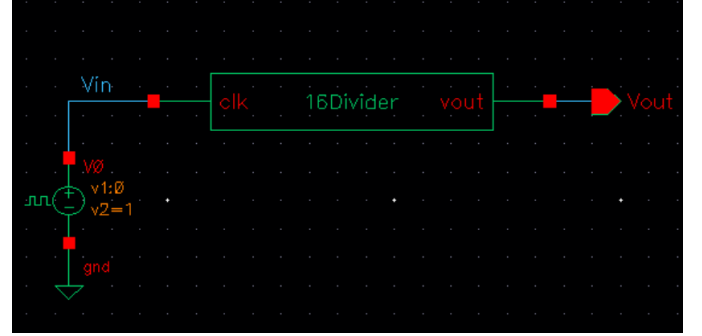 Vin
clk 16Divider vout Vout
V0
v1:0
v2=1
gnd